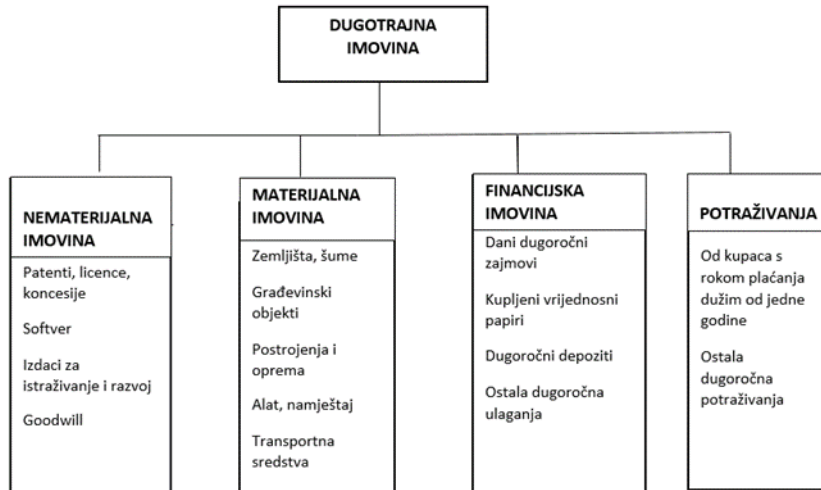 DUGOTRAJNA
IMOVINA
NEMATERIJALNA
IMOVINA
Patenti, licence,
koncesije
Softver
Izdaci za
istraživanje i razvoj
Goodwill
MATERIJALNA
IMOVINA
Zemljišta, šume
Građevinski
objekti
Postrojenja i
oprema
Alat, namještaj
Transportna
sredstva
FINANCIJSKA
IMOVINA
Dani dugoročni
zajmovi
Kupljeni vrijednosni
papiri
Dugoročni depoziti
Ostala dugoročna
ulaganja
POTRAŽIVANJA
Od kupaca s
rokom plaćanja
dužim od jedne
godine
Ostala
dugoročna
potraživanja